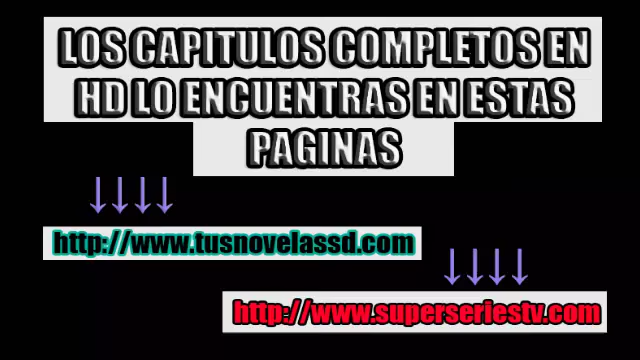 LOS CAPITULOS COMPLETOS EN
HD LO ENCUENTRAS EN ESTAS
PAGINAS
http://www.tusnovelassd.com
http://www.superseriestv.com